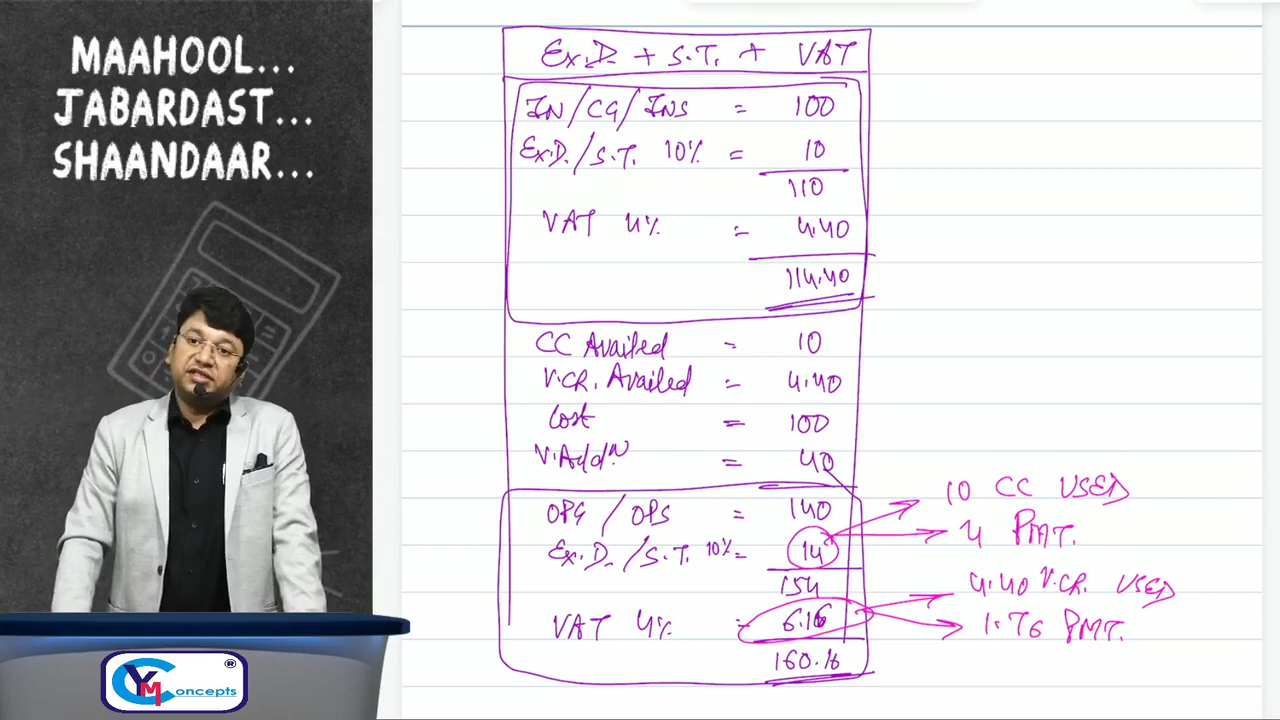 MAAHOOL...
JABARDAST...
SHAANDAAR...
Ex.D. + S.T. + VAT
IN/CG/INS = 100
Ex.D./S.T. 10% = 10
110
VAT 4% = 4.40
114.40
CC Availed = 10
V.CR. Availed = 4.40
Cost = 100
V.Addn = 40
OPG / OPS = 140
Ex.D./S.T. 10% = 14
154
VAT 4% = 6.16
160.16
10 CC USED
4 PMT.
4.40 V.CR. USED
1.76 PMT.
YM Concepts ®